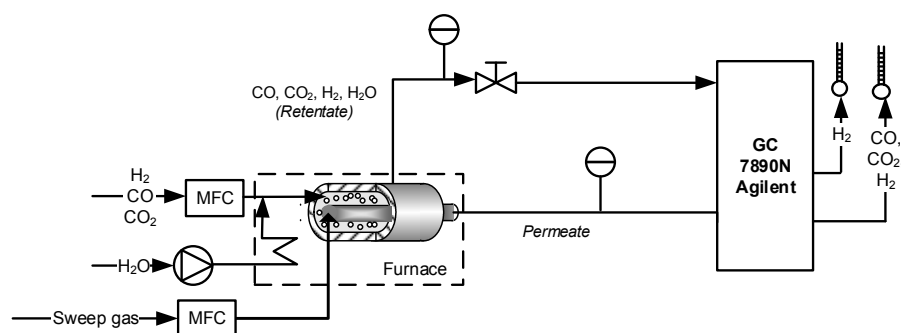 CO, CO₂, H₂, H₂O
(Retentate)
H₂
CO
CO₂
MFC
H₂O
Sweep gas
MFC
Furnace
Permeate
GC
7890N
Agilent
H₂
CO,
CO₂
H₂